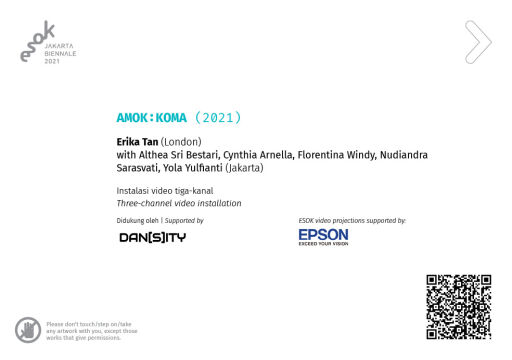 esok
JAKARTA
BIENNALE
2021
AMOK:KOMA (2021)
Erika Tan (London)
with Althea Sri Bestari, Cynthia Arnella, Florentina Windy, Nudiandra
Sarasvati, Yola Yulfianti (Jakarta)
Instalasi video tiga-kanal
Three-channel video installation
Didukung oleh | Supported by
DAN(S)ITY
ESOK video projections supported by:
EPSON
EXCEED YOUR VISION
Please don't touch/step on/take
any artwork with you, except those
works that give permissions.